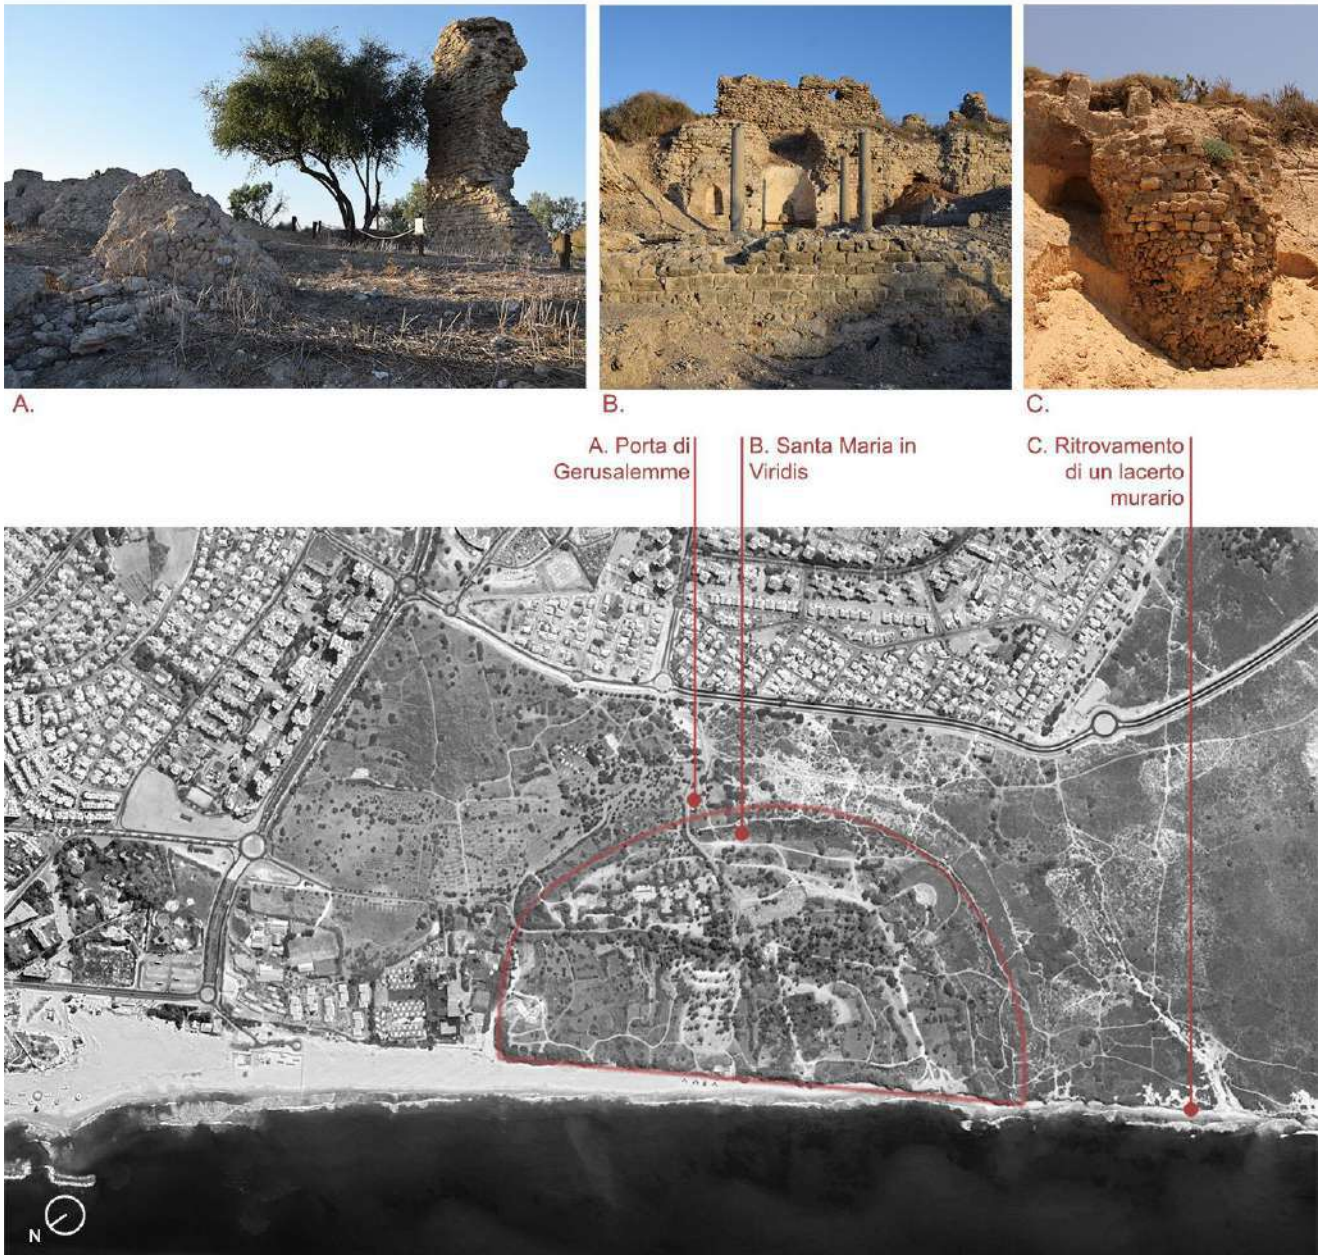 A.
B.
C.
A. Porta di
Gerusalemme
B. Santa Maria in
Viridis
C. Ritrovamento
di un lacerto
murario
N